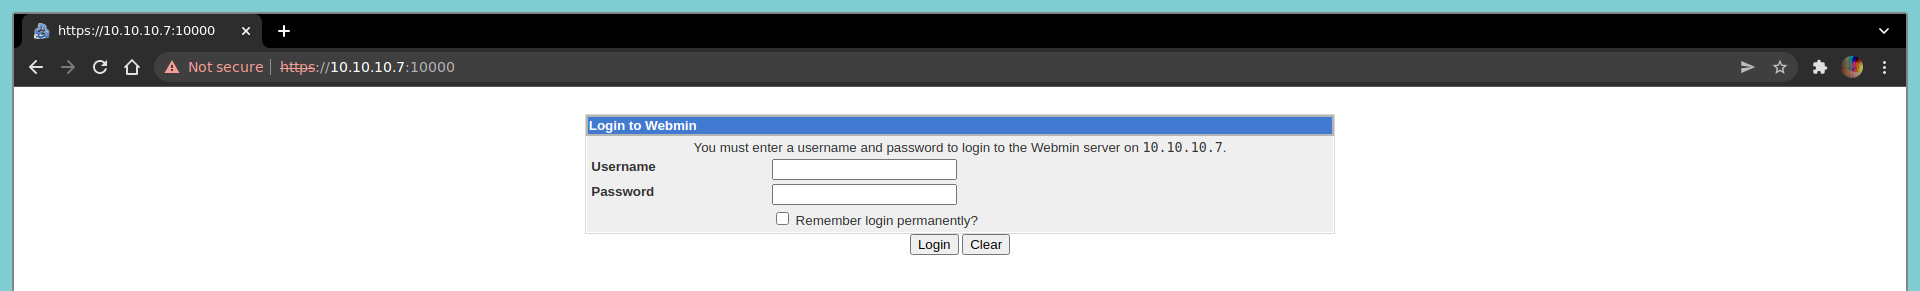 https://10.10.10.7:10000
Not secure | https://10.10.10.7:10000
Login to Webmin
You must enter a username and password to login to the Webmin server on 10.10.10.7.
Username
Password
Remember login permanently?
Login Clear